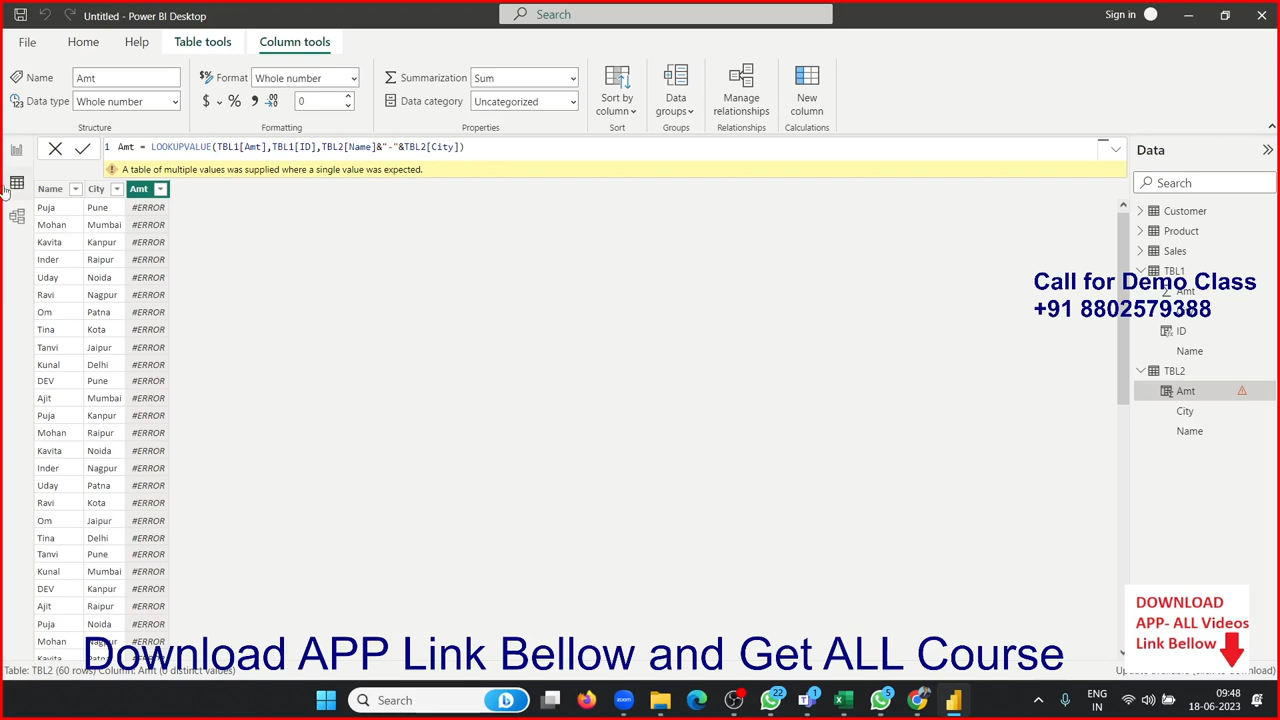 Untitled - Power BI Desktop
Search
Sign in
File
Home
Help
Table tools
Column tools
Name
Amt
Format
Whole number
Summarization
Sum
Data type
Whole number
$
%
0
Data category
Uncategorized
Sort by
column
Data
groups
Manage
relationships
New
column
Structure
Formatting
Properties
Sort
Groups
Relationships
Calculations
1 Amt = LOOKUPVALUE(TBL1[Amt],TBL1[ID],TBL2[Name]&"-"&TBL2[City])
A table of multiple values was supplied where a single value was expected.
Name City Amt
Puja Pune #ERROR
Mohan Mumbai #ERROR
Kavita Kanpur #ERROR
Inder Raipur #ERROR
Uday Noida #ERROR
Ravi Nagpur #ERROR
Om Patna #ERROR
Tina Kota #ERROR
Tanvi Jaipur #ERROR
Kunal Delhi #ERROR
DEV Pune #ERROR
Ajit Mumbai #ERROR
Puja Kanpur #ERROR
Mohan Raipur #ERROR
Kavita Noida #ERROR
Inder Nagpur #ERROR
Uday Patna #ERROR
Ravi Kota #ERROR
Om Jaipur #ERROR
Tina Delhi #ERROR
Tanvi Pune #ERROR
Kunal Mumbai #ERROR
DEV Kanpur #ERROR
Ajit Raipur #ERROR
Puja Noida #ERROR
Mohan #ERROR
Data
Search
Customer
Product
Sales
TBL1
Amt
Call for Demo Class
+91 8802579388
ID
Name
TBL2
Amt
City
Name
DOWNLOAD
APP- ALL Videos
Link Bellow
Download APP Link Bellow and Get ALL Course
Table: TBL2 (60 rows) Column: Amt (0 distinct values)
Search
22
1
5
ENG
IN
09:48
18-06-2023